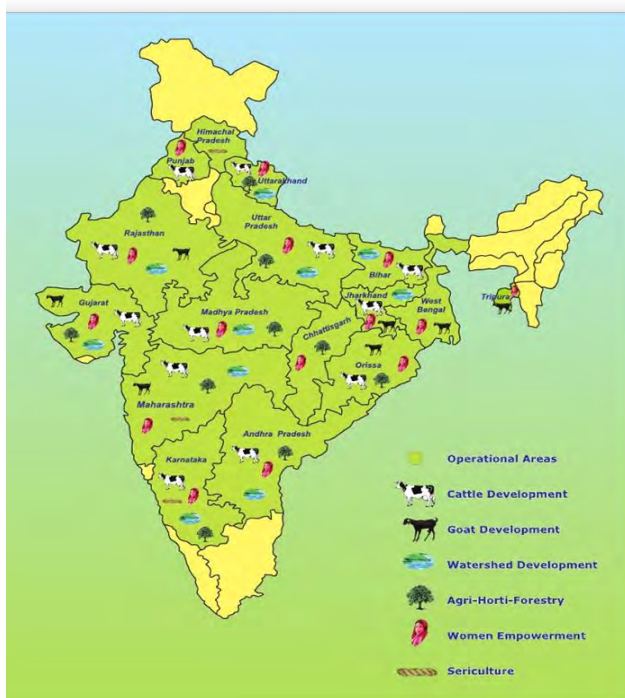 Himachal
Pradesh
Punjab
Uttarakhand
Uttar
Pradesh
Rajasthan
Bihar
Jharkhand
West
Bengal
Tripura
Gujarat
Madhya Pradesh
Chhattisgarh
Orissa
Maharashtra
Andhra Pradesh
Karnataka
Operational Areas
Cattle Development
Goat Development
Watershed Development
Agri-Horti-Forestry
Women Empowerment
Sericulture